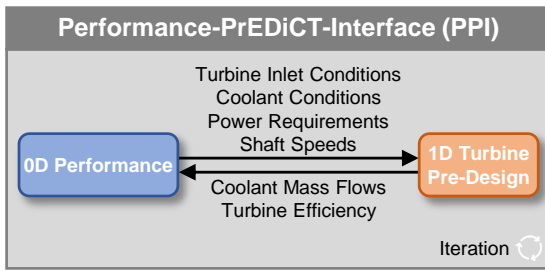 Performance-PrEDiCT-Interface (PPI)
Turbine Inlet Conditions
Coolant Conditions
Power Requirements
Shaft Speeds
0D Performance
1D Turbine
Pre-Design
Coolant Mass Flows
Turbine Efficiency
Iteration